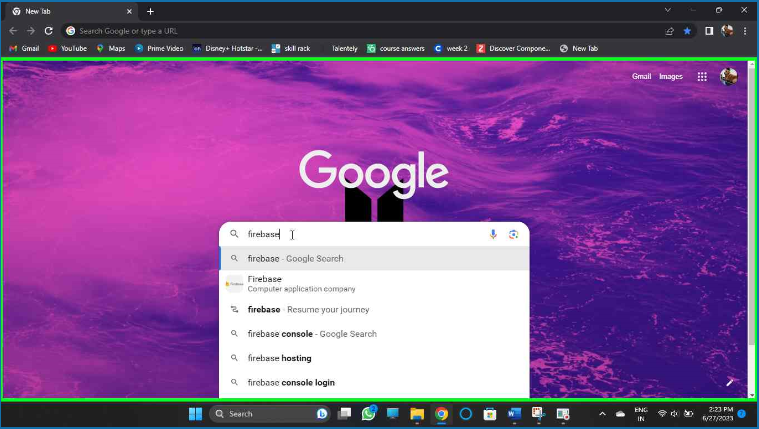 New Tab
Search Google or type a URL
Gmail YouTube Maps Prime Video Disney+ Hotstar -... skill rack Talentely course answers week 2 Discover Compone... New Tab
Gmail Images
Google
firebase
firebase - Google Search
Firebase
Computer application company
firebase - Resume your journey
firebase console - Google Search
firebase hosting
firebase console login
Search
ENG
IN
2:23 PM
6/27/2023